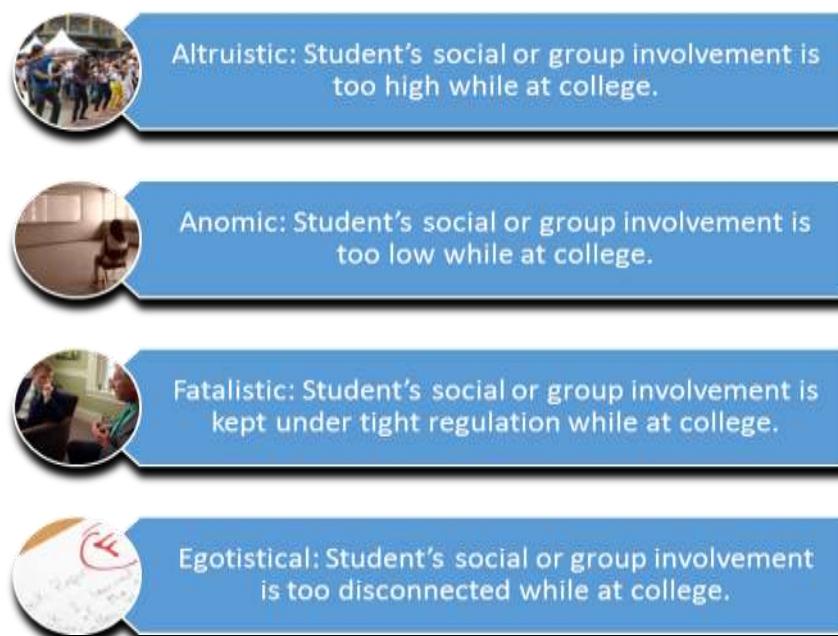 Altruistic: Student's social or group involvement is
too high while at college.
Anomic: Student's social or group involvement is
too low while at college.
Fatalistic: Student's social or group involvement is
kept under tight regulation while at college.
F
Egotistical: Student's social or group involvement
is too disconnected while at college.